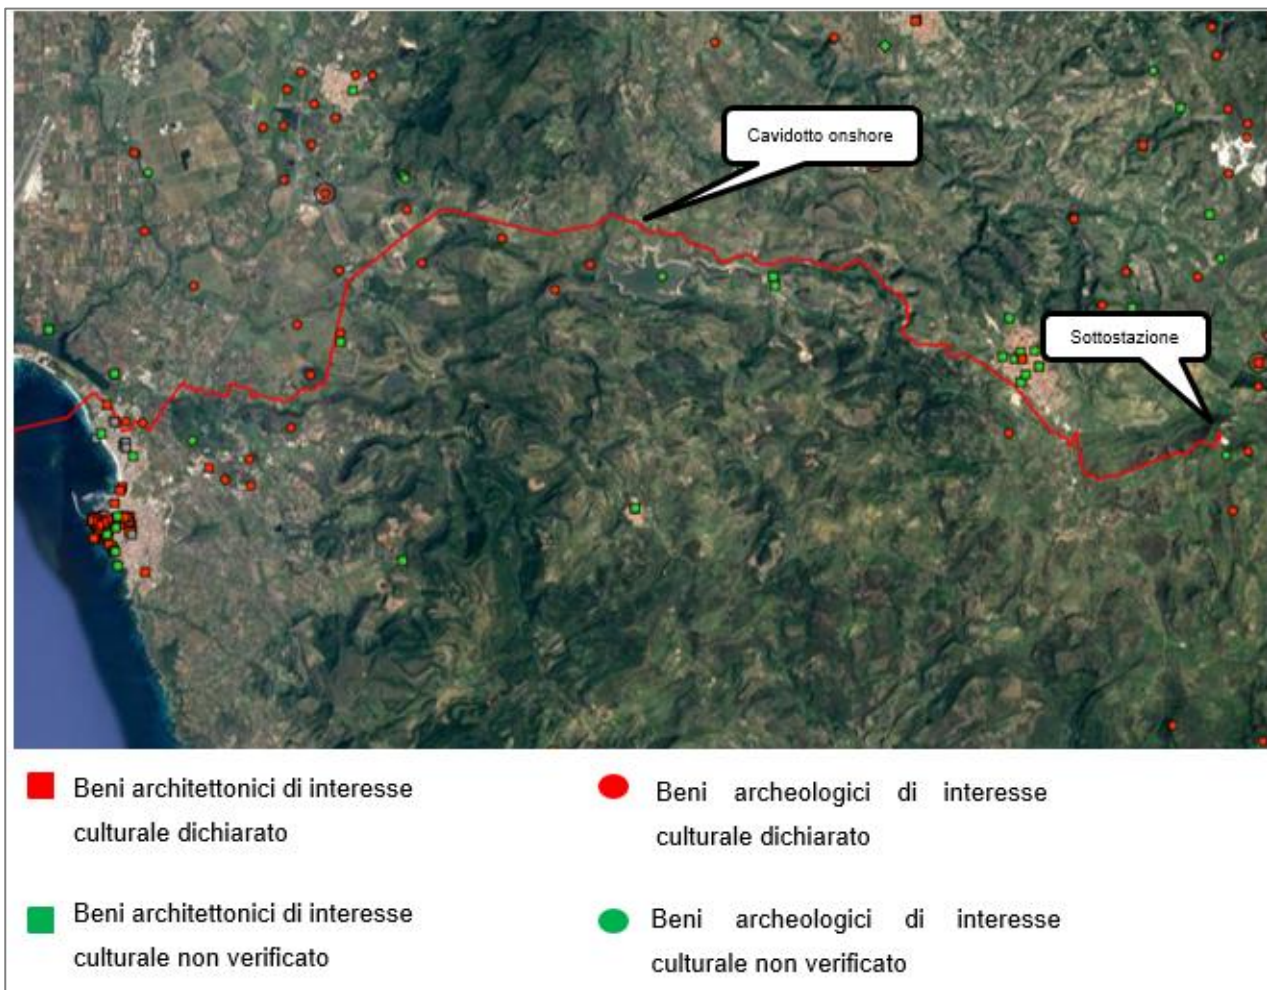 Cavidotto onshore
Sottostazione
Beni architettonici di interesse
culturale dichiarato
Beni archeologici di interesse
culturale dichiarato
Beni architettonici di interesse
culturale non verificato
Beni archeologici di interesse
culturale non verificato